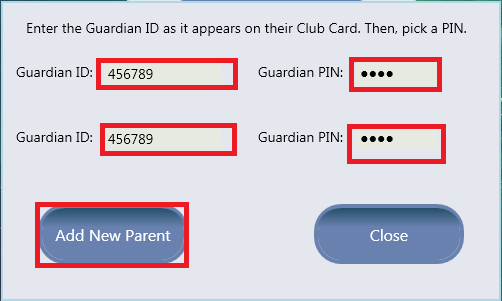 Enter the Guardian ID as it appears on their Club Card. Then, pick a PIN.
Guardian ID: 456789 Guardian PIN: ●●●●
Guardian ID: 456789 Guardian PIN: ●●●●
Add New Parent Close